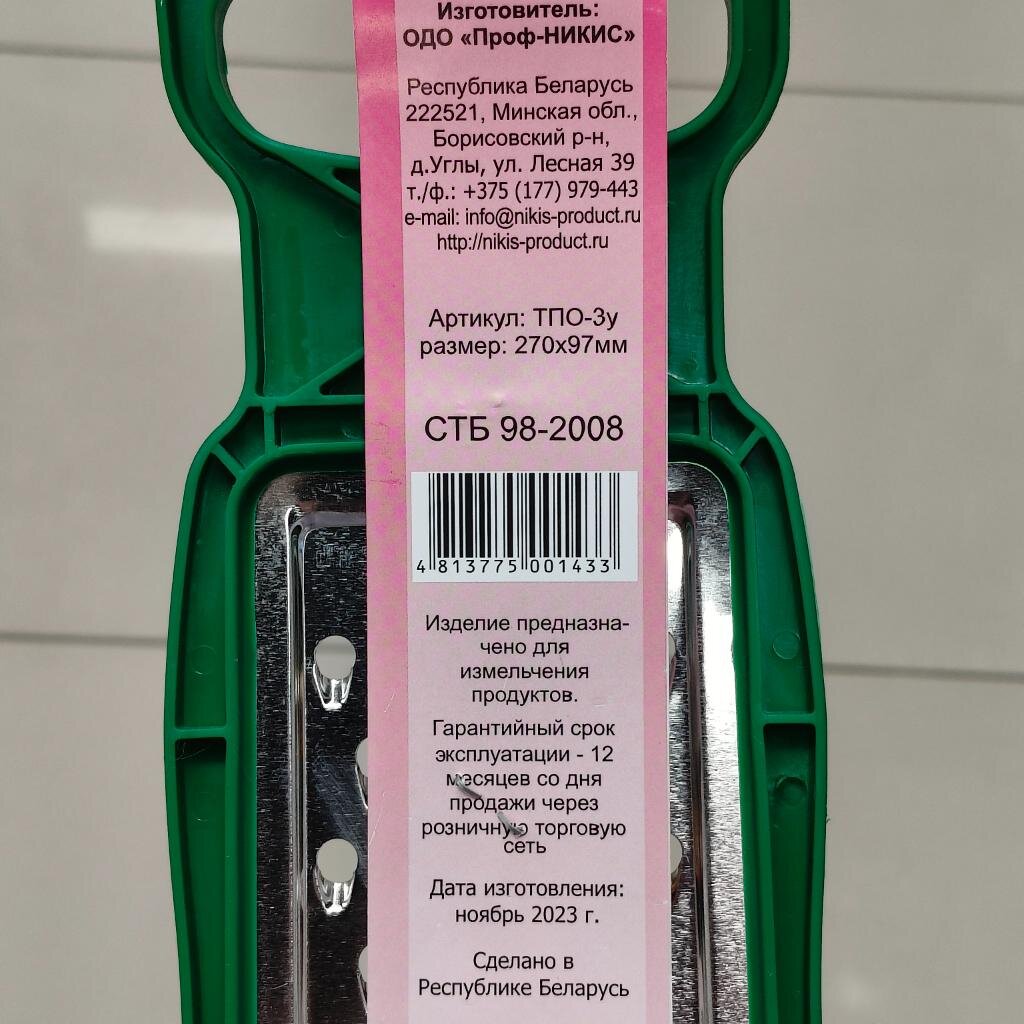 Изготовитель:
ОДО «Проф-НИКИС»
Республика Беларусь
222521, Минская обл.,
Борисовский р-н,
д.Углы, ул. Лесная 39
т./ф.: +375 (177) 979-443
e-mail: info@nikis-product.ru
http://nikis-product.ru
Артикул: ТПО-3у
размер: 270х97мм
СТБ 98-2008
4 813775 001433
Изделие предназна-
чено для
измельчения
продуктов.
Гарантийный срок
эксплуатации - 12
месяцев со дня
продажи через
розничную торговую
сеть
Дата изготовления:
ноябрь 2023 г.
Сделано в
Республике Беларусь